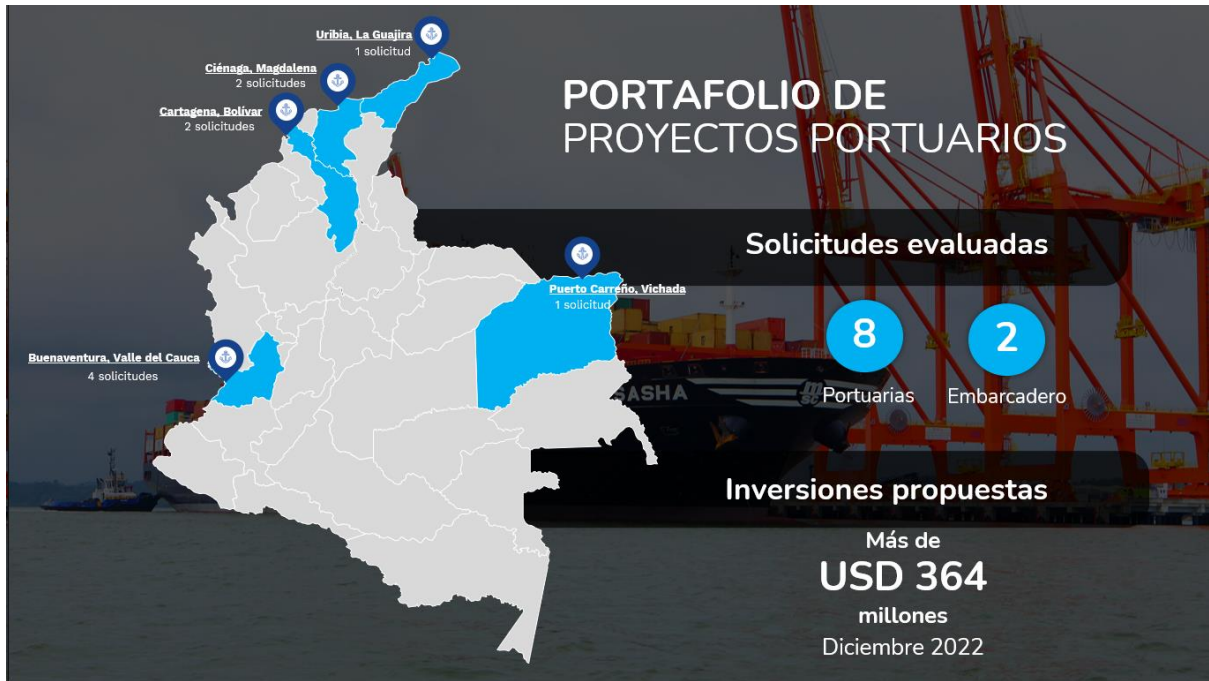 Uribia, La Guajira
1 solicitud
Ciénaga, Magdalena
2 solicitudes
Cartagena, Bolívar
2 solicitudes
PORTAFOLIO DE
PROYECTOS PORTUARIOS
Solicitudes evaluadas
Puerto Carreño, Vichada
1 solicitud
8
2
Portuarias
Embarcadero
Buenaventura, Valle del Cauca
4 solicitudes
SASHA
msc
Inversiones propuestas
Más de
USD 364
millones
Diciembre 2022